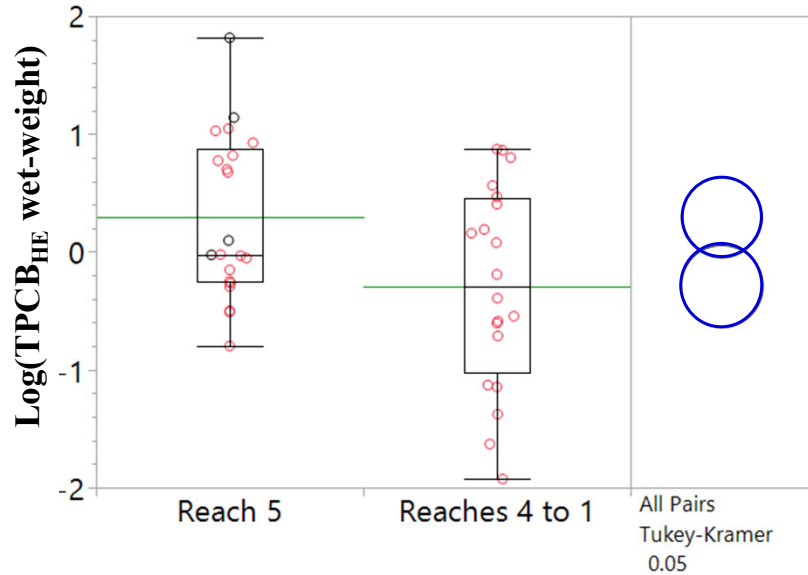 Log(TPCB_HE wet-weight)
2
1
0
-1
-2
Reach 5
Reaches 4 to 1
All Pairs
Tukey-Kramer
0.05